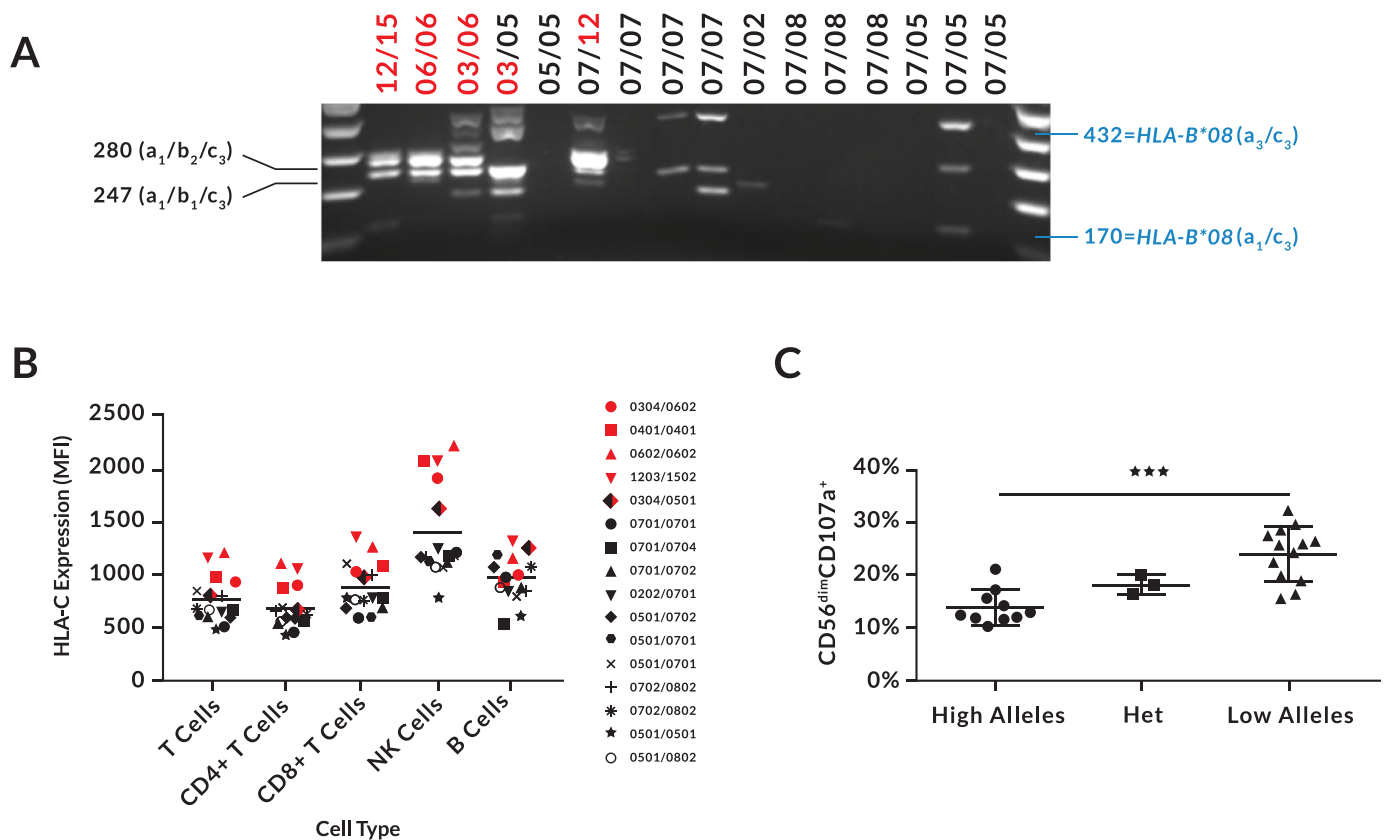 A
12/15
06/06
03/06
03/05
05/05
07/12
07/07
07/07
07/07
07/02
07/08
07/08
07/08
07/05
07/05
07/05
280 (a1/b2/c3)
247 (a1/b1/c3)
432=HLA-B*08 (a3/c3)
170=HLA-B*08 (a1/c3)
B
HLA-C Expression (MFI)
2500
2000
1500
1000
500
0
T Cells
CD4+ T Cells
CD8+ T Cells
NK Cells
B Cells
Cell Type
0304/0602
0401/0401
0602/0602
1203/1502
0304/0501
0701/0701
0701/0704
0701/0702
0202/0701
0501/0702
0501/0701
0501/0701
0702/0802
0702/0802
0501/0501
0501/0802
C
CD56dimCD107a+
40%
30%
20%
10%
0%
★★★
High Alleles
Het
Low Alleles